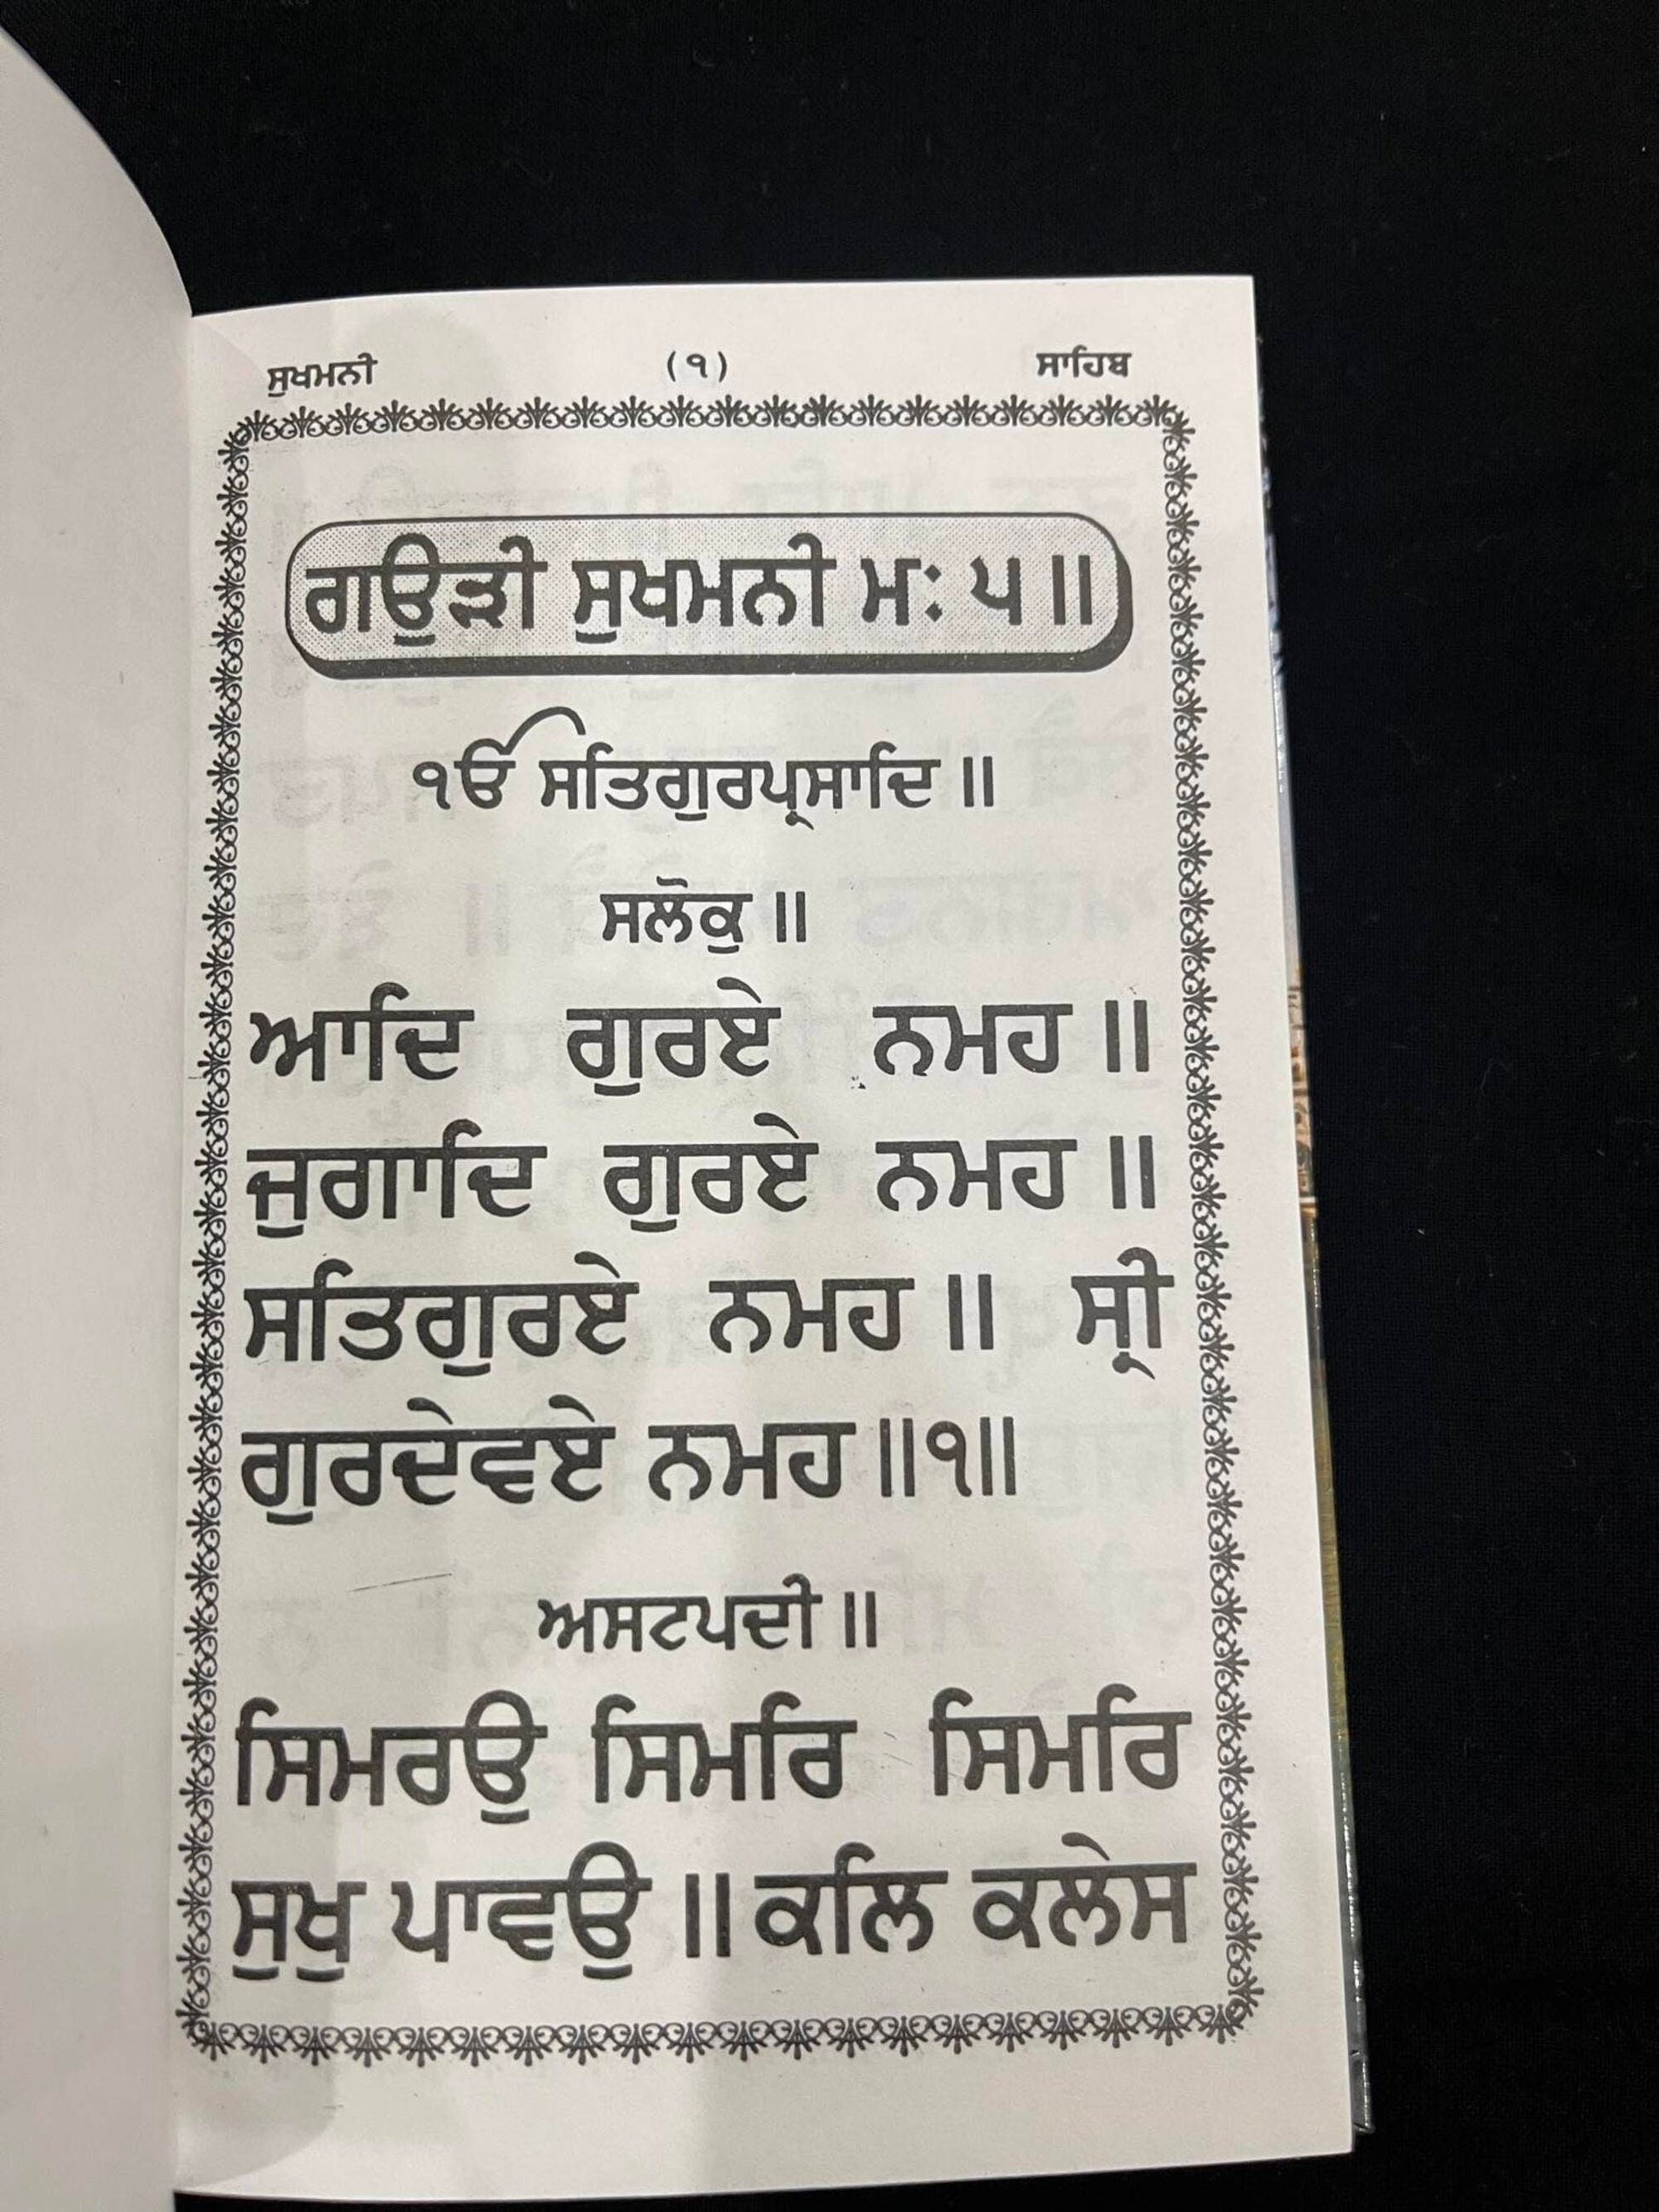 ਸੁਖਮਨੀ (੧) ਸਾਹਿਬ
ਗਉੜੀ ਸੁਖਮਨੀ ਮਃ ੫ ॥
ੴ ਸਤਿਗੁਰਪ੍ਰਸਾਦਿ ॥
ਸਲੋਕੁ ॥
ਆਦਿ ਗੁਰਏ ਨਮਹ ॥
ਜੁਗਾਦਿ ਗੁਰਏ ਨਮਹ ॥
ਸਤਿਗੁਰਏ ਨਮਹ ॥ ਸ੍ਰੀ
ਗੁਰਦੇਵਏ ਨਮਹ ॥੧॥
ਅਸਟਪਦੀ ॥
ਸਿਮਰਉ ਸਿਮਰਿ ਸਿਮਰਿ
ਸੁਖੁ ਪਾਵਉ ॥ ਕਲਿ ਕਲੇਸ